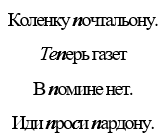 Коленку почтальону.
Теперь газет
В помине нет.
Иди проси пардону.